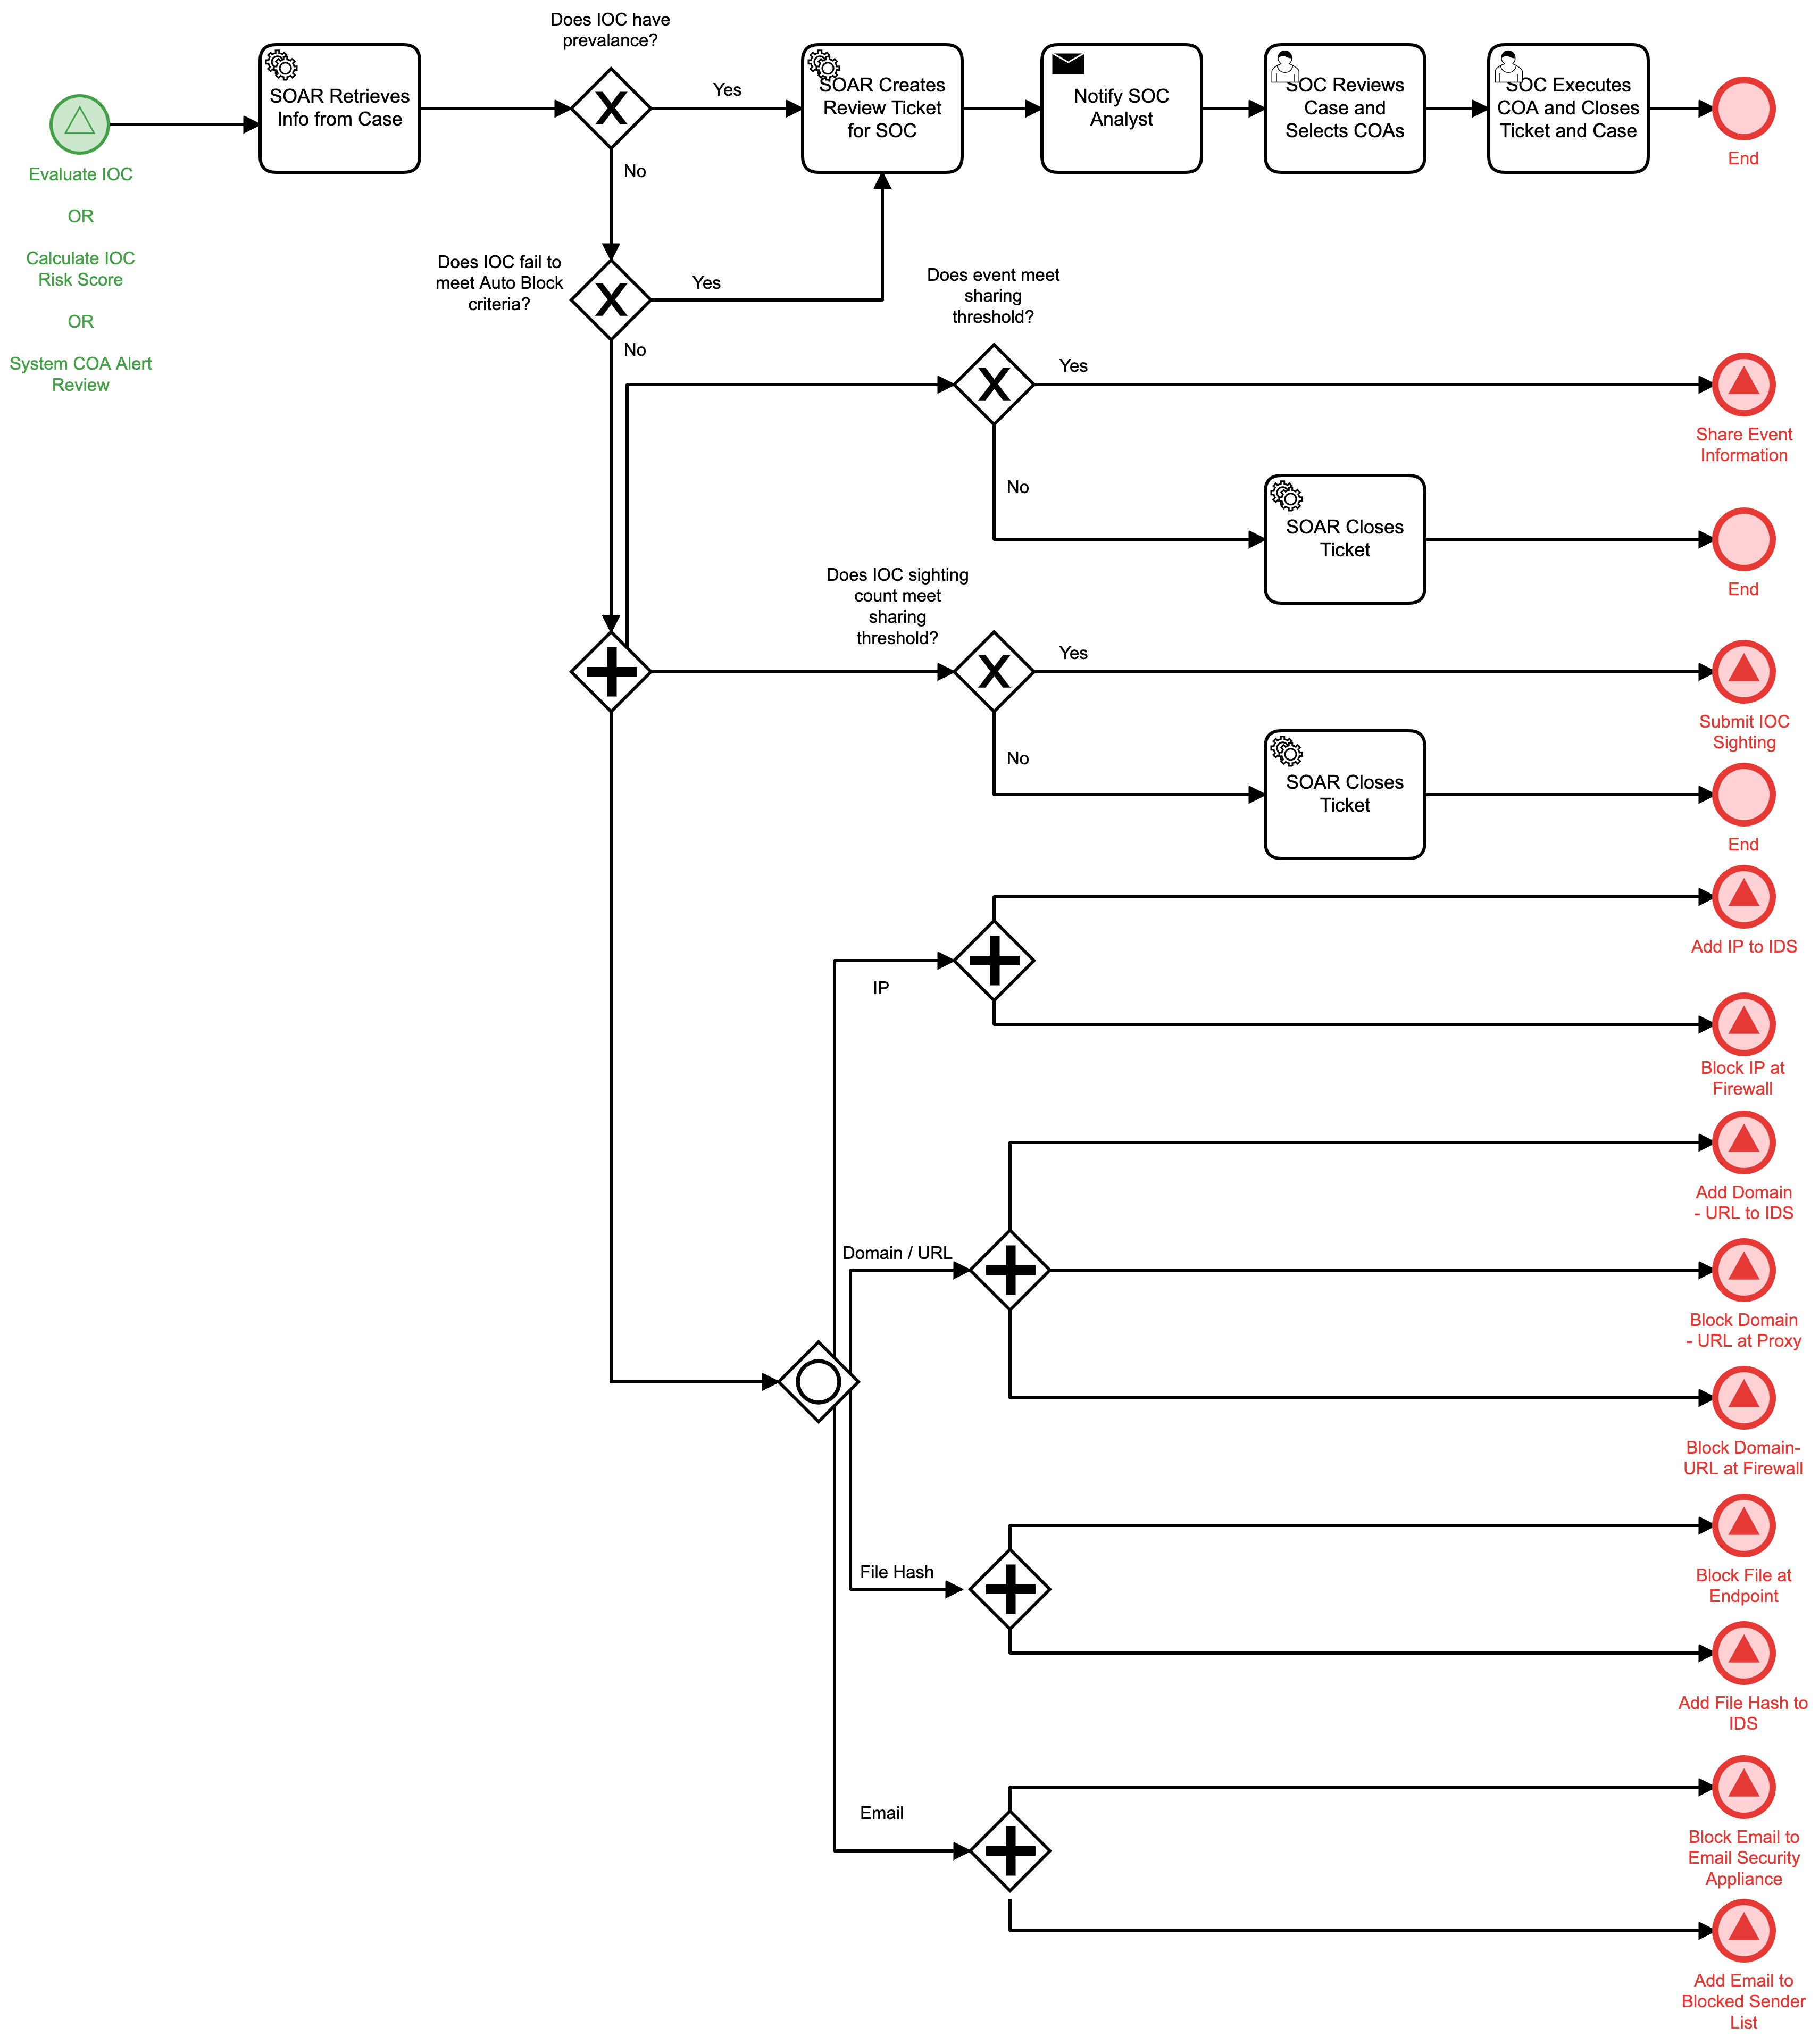 Does IOC have
prevalance?
SOAR Retrieves
Info from Case
Yes
SOAR Creates
Review Ticket
for SOC
Notify SOC
Analyst
SOC Reviews
Case and
Selects COAs
SOC Executes
COA and Closes
Ticket and Case
End
Evaluate IOC
OR
Calculate IOC
Risk Score
OR
System COA Alert
Review
No
Does IOC fail to
meet Auto Block
criteria?
Yes
No
Does event meet
sharing
threshold?
Yes
Share Event
Information
No
SOAR Closes
Ticket
End
Does IOC sighting
count meet
sharing
threshold?
Yes
Submit IOC
Sighting
No
SOAR Closes
Ticket
End
Add IP to IDS
IP
Block IP at
Firewall
Add Domain
- URL to IDS
Domain / URL
Block Domain
- URL at Proxy
Block Domain-
URL at Firewall
File Hash
Block File at
Endpoint
Add File Hash to
IDS
Email
Block Email to
Email Security
Appliance
Add Email to
Blocked Sender
List